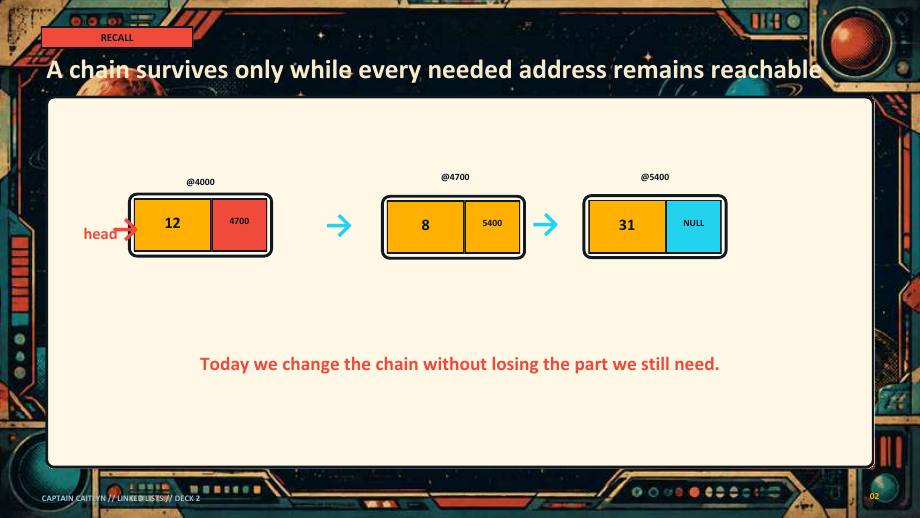 RECALL
A chain survives only while every needed address remains reachable
@4000
@4700
@5400
head
12
4700
8
5400
31
NULL
Today we change the chain without losing the part we still need.
CAPTAIN CAITLYN // LINKED LISTS // DECK 2
02